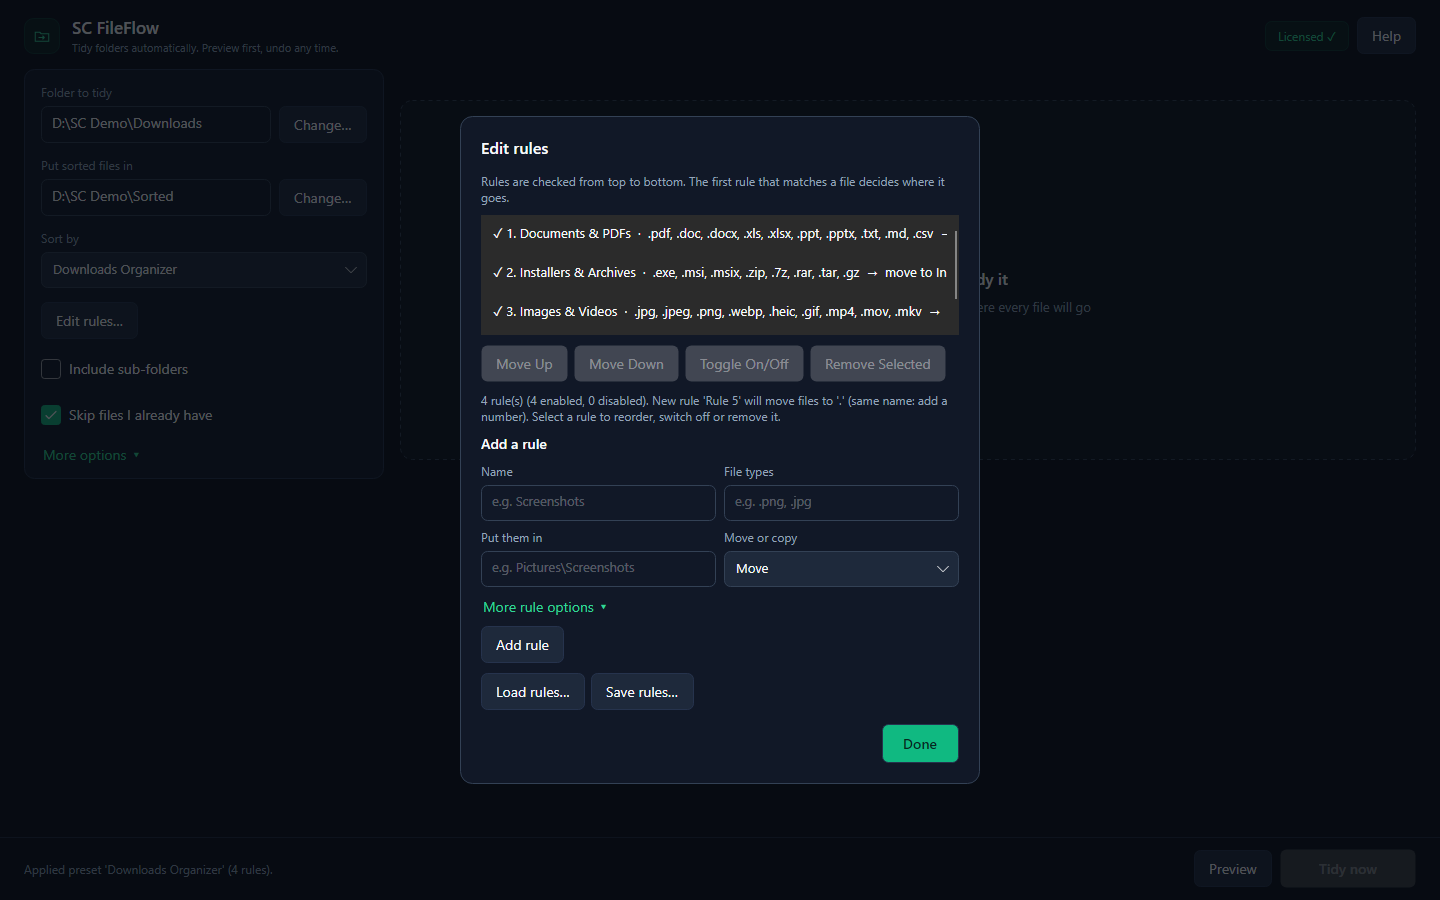 SC FileFlow
Tidy folders automatically. Preview first, undo any time.
Licensed ✓
Help
Folder to tidy
D:\SC Demo\Downloads
Change...
Put sorted files in
D:\SC Demo\Sorted
Change...
Sort by
Downloads Organizer
Edit rules...
Include sub-folders
Skip files I already have
More options ▾
dy it
ere every file will go
Edit rules
Rules are checked from top to bottom. The first rule that matches a file decides where it
goes.
✓ 1. Documents & PDFs · .pdf, .doc, .docx, .xls, .xlsx, .ppt, .pptx, .txt, .md, .csv
✓ 2. Installers & Archives · .exe, .msi, .msix, .zip, .7z, .rar, .tar, .gz → move to In
✓ 3. Images & Videos · .jpg, .jpeg, .png, .webp, .heic, .gif, .mp4, .mov, .mkv →
Move Up
Move Down
Toggle On/Off
Remove Selected
4 rule(s) (4 enabled, 0 disabled). New rule 'Rule 5' will move files to '.' (same name: add a
number). Select a rule to reorder, switch off or remove it.
Add a rule
Name
File types
e.g. Screenshots
e.g. .png, .jpg
Put them in
Move or copy
e.g. Pictures\Screenshots
Move
More rule options ▾
Add rule
Load rules...
Save rules...
Done
Applied preset 'Downloads Organizer' (4 rules).
Preview
Tidy now